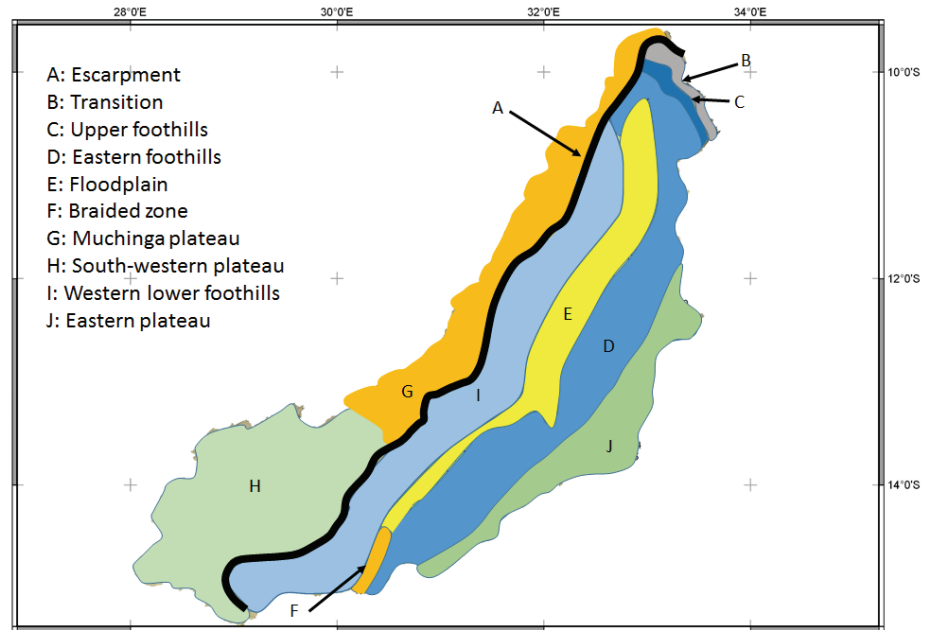 28°0'E 30°0'E 32°0'E 34°0'E
10°0'S
12°0'S
14°0'S
A: Escarpment
B: Transition
C: Upper foothills
D: Eastern foothills
E: Floodplain
F: Braided zone
G: Muchinga plateau
H: South-western plateau
I: Western lower foothills
J: Eastern plateau
B
C
A
E
D
G
I
J
H
F